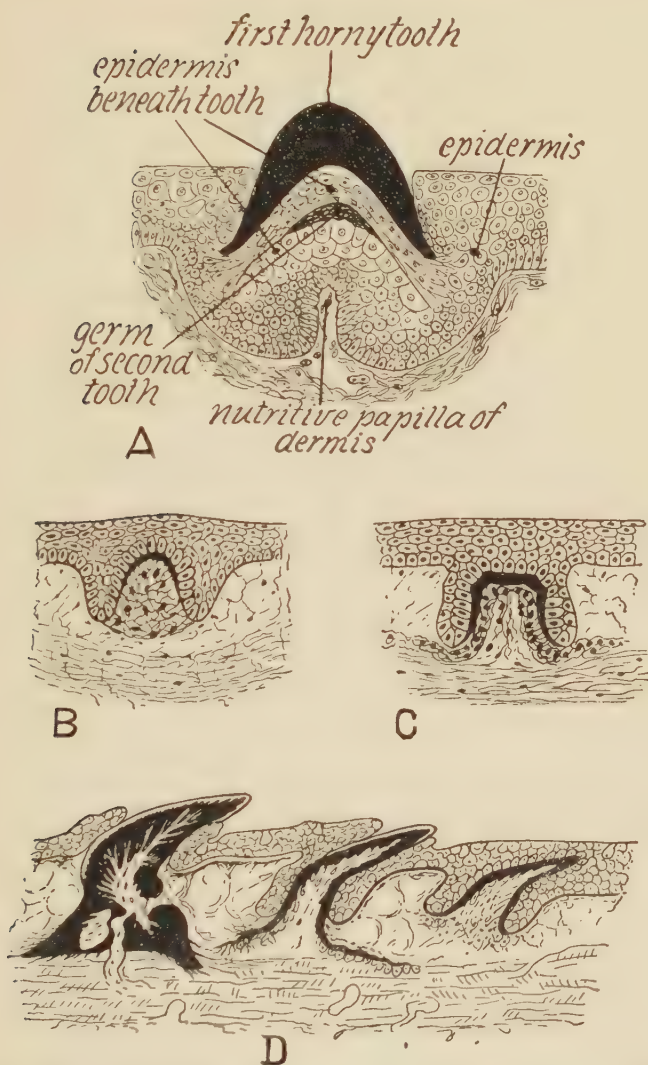 first horny tooth
epidermis
beneath tooth
epidermis
germ
of second
tooth
nutritive papilla of
dermis
A
B
C
D